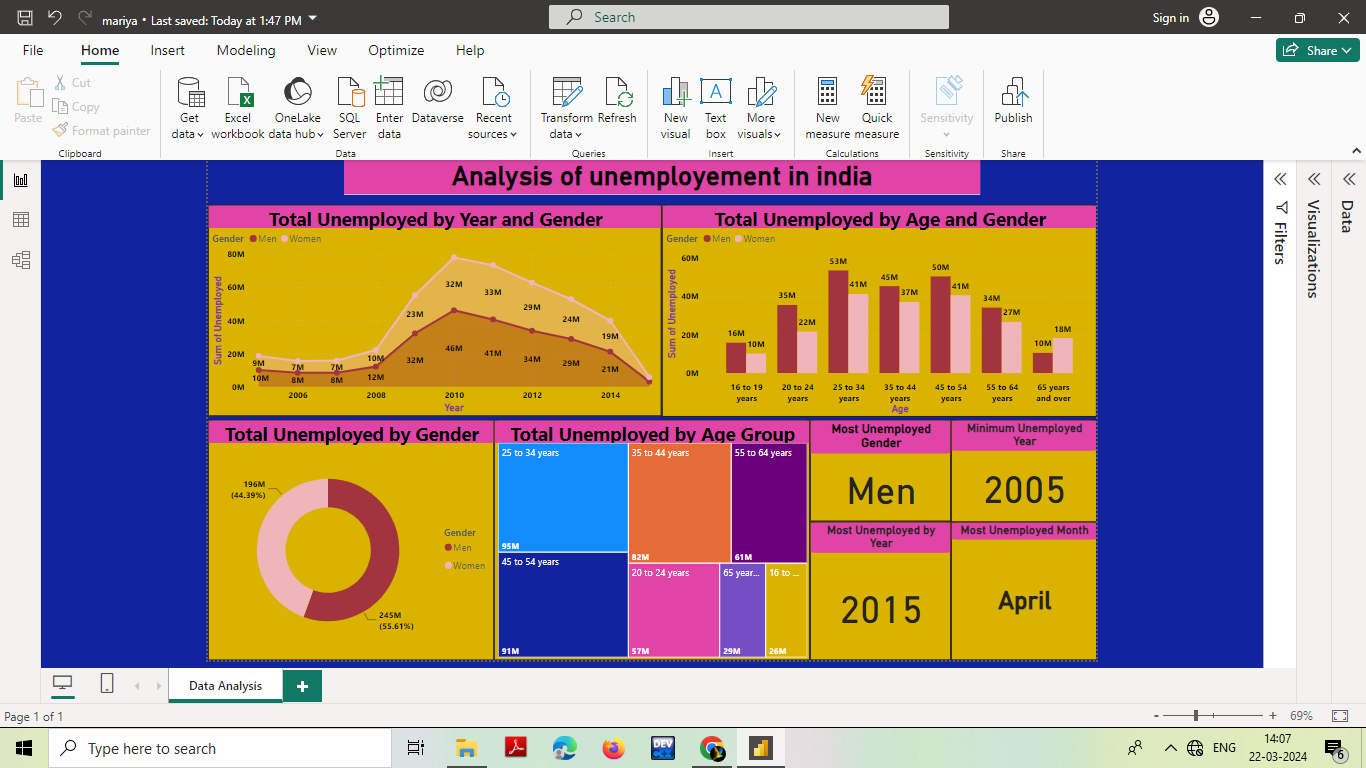 mariya • Last saved: Today at 1:47 PM
Search
Sign in
File Home Insert Modeling View Optimize Help
Share
Paste
Cut
Copy
Format painter
Get data
Excel workbook
OneLake data hub
SQL Server
Enter data
Dataverse
Recent sources
Transform data
Refresh
New visual
Text box
More visuals
New measure
Quick measure
Sensitivity
Publish
Clipboard
Data
Queries
Insert
Calculations
Sensitivity
Share
Analysis of unemployement in india
Total Unemployed by Year and Gender
Gender Men Women
Sum of Unemployed
80M
60M
40M
20M
0M
9M 7M 7M 10M 23M 32M 33M 29M 24M 19M
10M 8M 8M 12M 32M 46M 41M 34M 29M 21M
2006 2008 2010 2012 2014
Year
Total Unemployed by Age and Gender
Gender Men Women
Sum of Unemployed
60M
40M
20M
0M
16M 10M 35M 22M 53M 41M 45M 37M 50M 41M 34M 27M 10M 18M
16 to 19 years
20 to 24 years
25 to 34 years
35 to 44 years
45 to 54 years
55 to 64 years
65 years and over
Age
Total Unemployed by Gender
196M
(44.39%)
245M
(55.61%)
Gender
Men
Women
Total Unemployed by Age Group
25 to 34 years
95M
45 to 54 years
91M
35 to 44 years
82M
55 to 64 years
61M
20 to 24 years
57M
65 year...
29M
16 to ...
26M
Most Unemployed
Gender
Men
Minimum Unemployed
Year
2005
Most Unemployed by
Year
2015
Most Unemployed Month
April
Filters
Visualizations
Data
Data Analysis
+
Page 1 of 1
- + 69%
Type here to search
DEV
ENG
14:07
22-03-2024
6